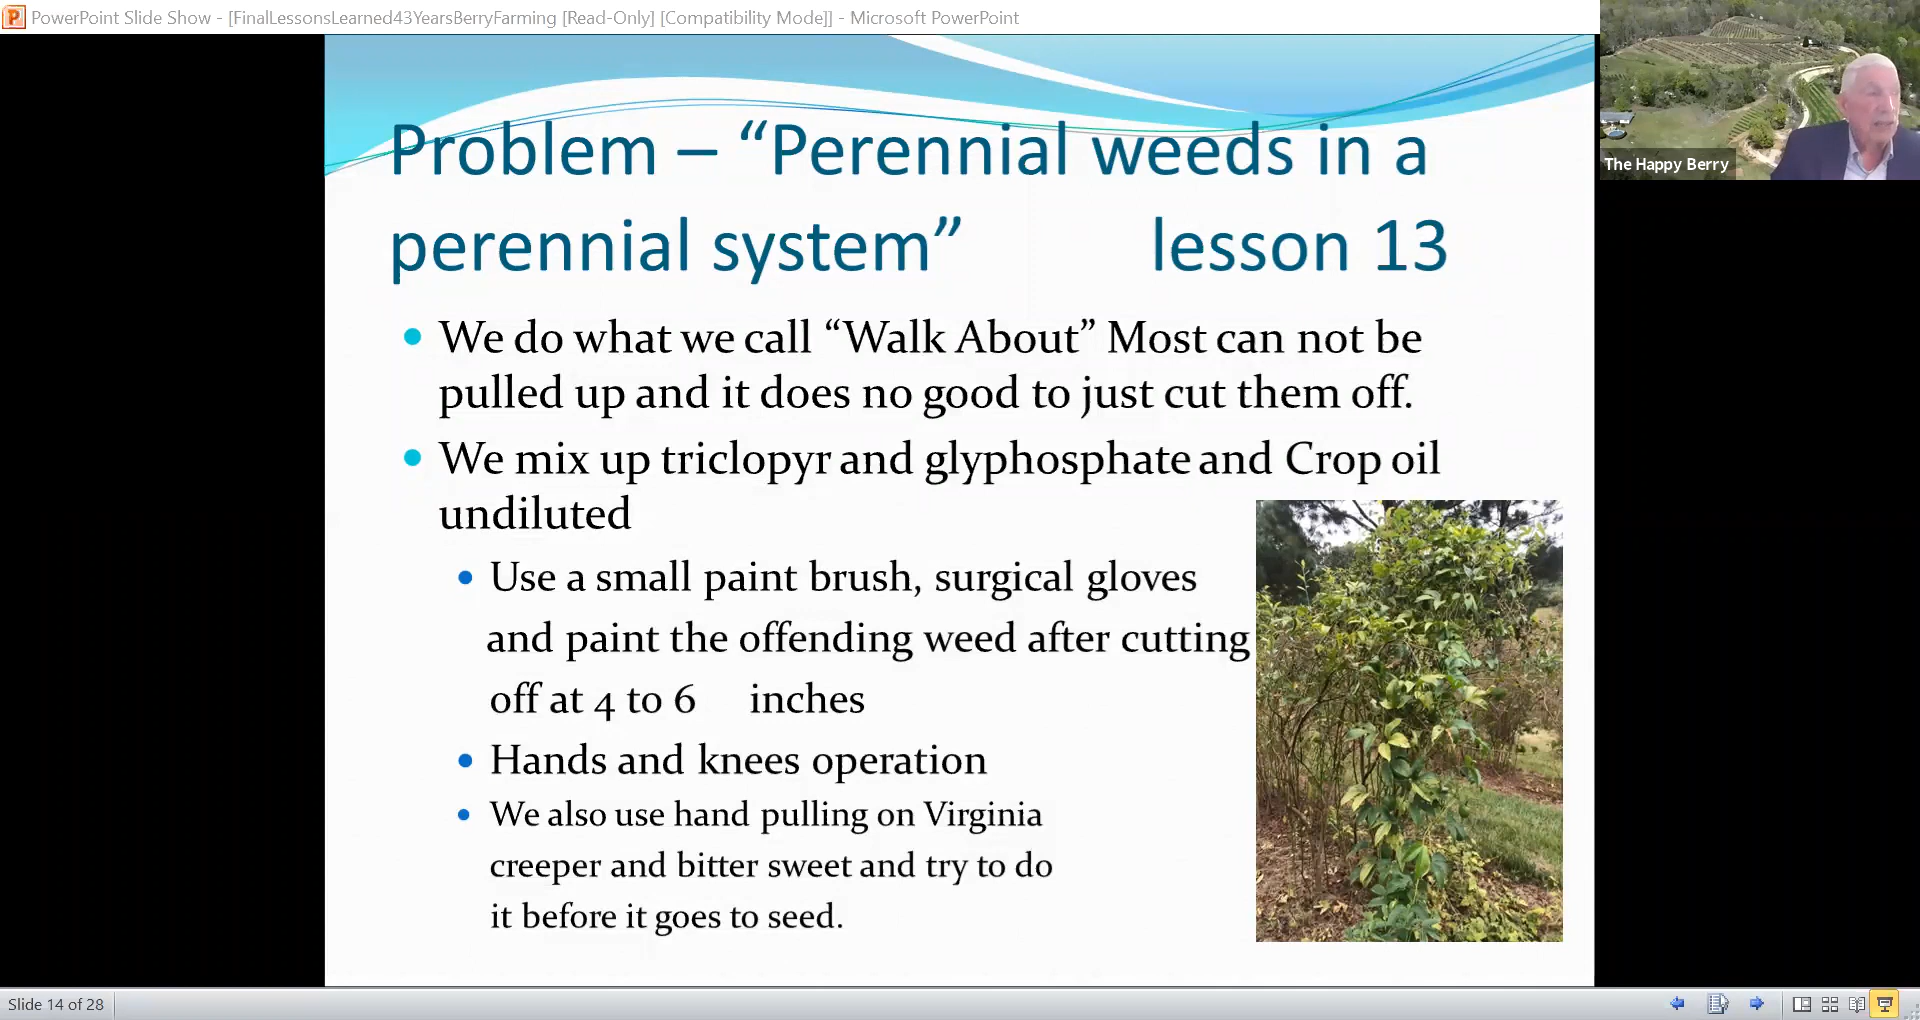 PowerPoint Slide Show - [FinalLessonsLearned43YearsBerryFarming [Read-Only] [Compatibility Mode]] - Microsoft PowerPoint
The Happy Berry
Problem – “Perennial weeds in a
perennial system” lesson 13
We do what we call “Walk About” Most can not be
pulled up and it does no good to just cut them off.
We mix up triclopyr and glyphosphate and Crop oil
undiluted
Use a small paint brush, surgical gloves
and paint the offending weed after cutting
off at 4 to 6 inches
Hands and knees operation
We also use hand pulling on Virginia
creeper and bitter sweet and try to do
it before it goes to seed.
Slide 14 of 28